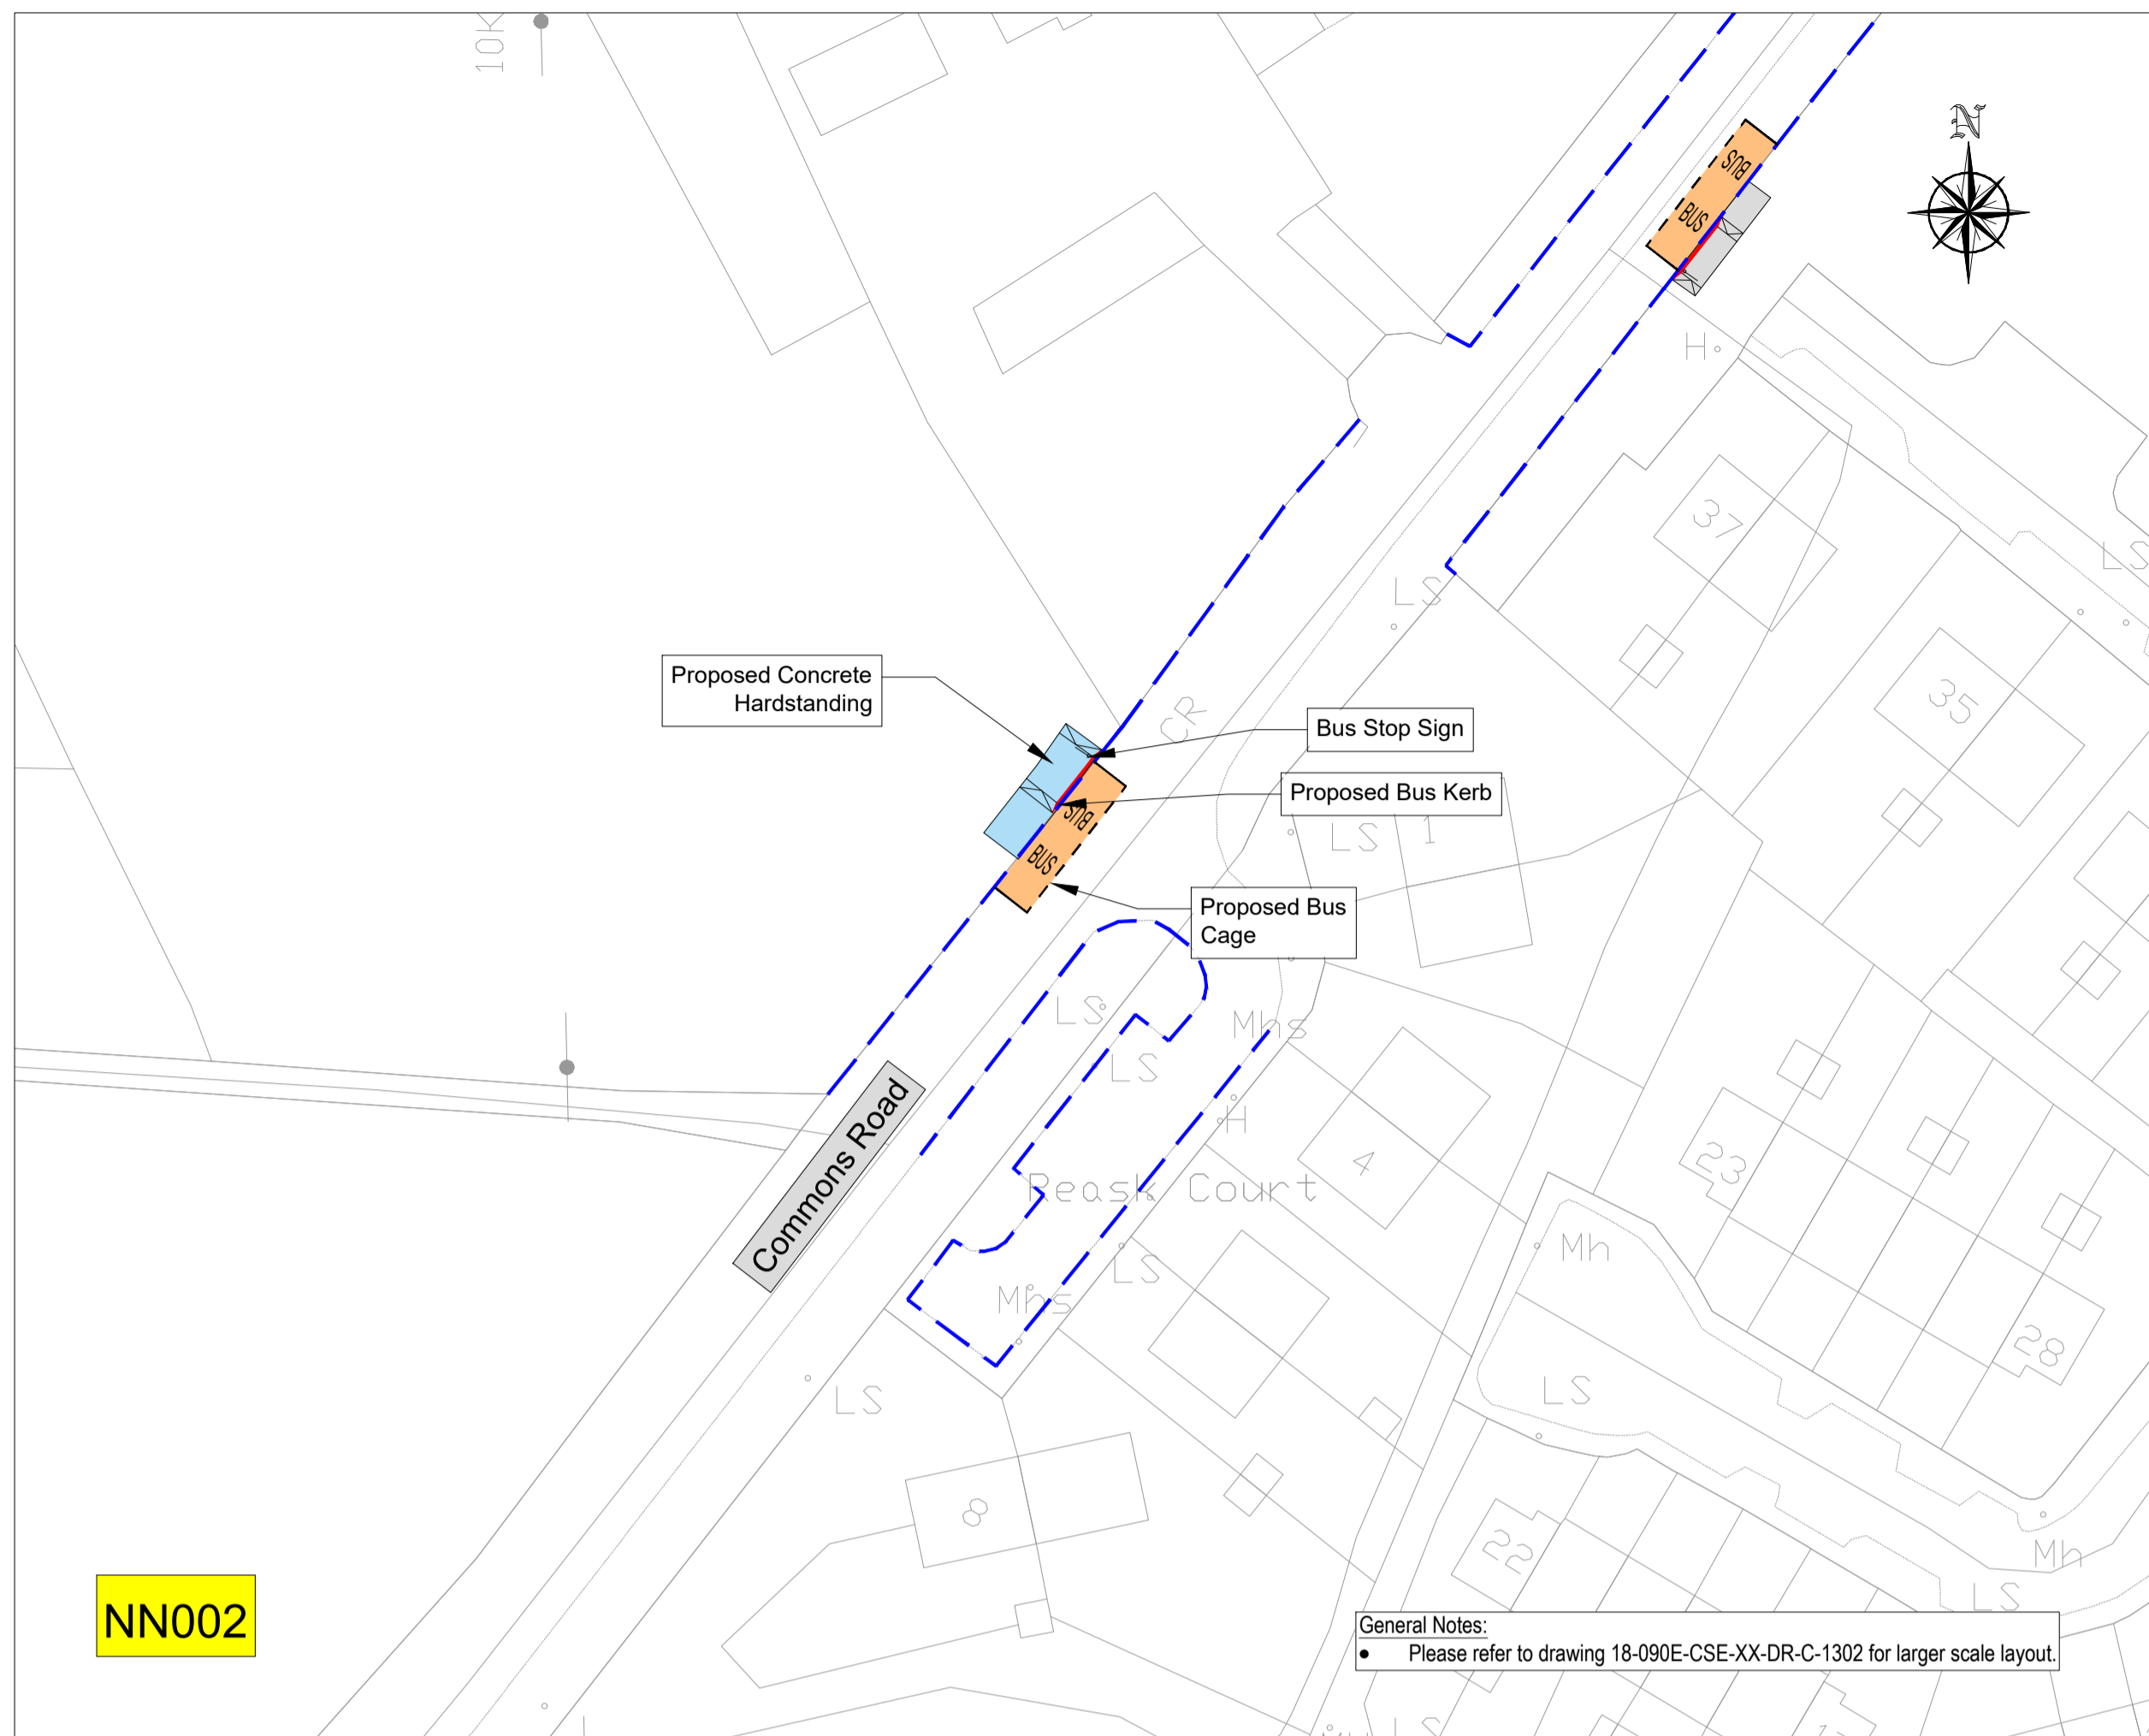 10K
N
BUS
BUS
H
37
LS
LS
35
Proposed Concrete
Hardstanding
CR
Bus Stop Sign
Proposed Bus Kerb
BUS
BUS
LS
1
Proposed Bus
Cage
LS
Mhs
LS
H
4
23
Commons Road
Reask Court
Mh
LS
Mhs
28
LS
LS
8
22
Mh
LS
NN002
General Notes:
● Please refer to drawing 18-090E-CSE-XX-DR-C-1302 for larger scale layout.
LS